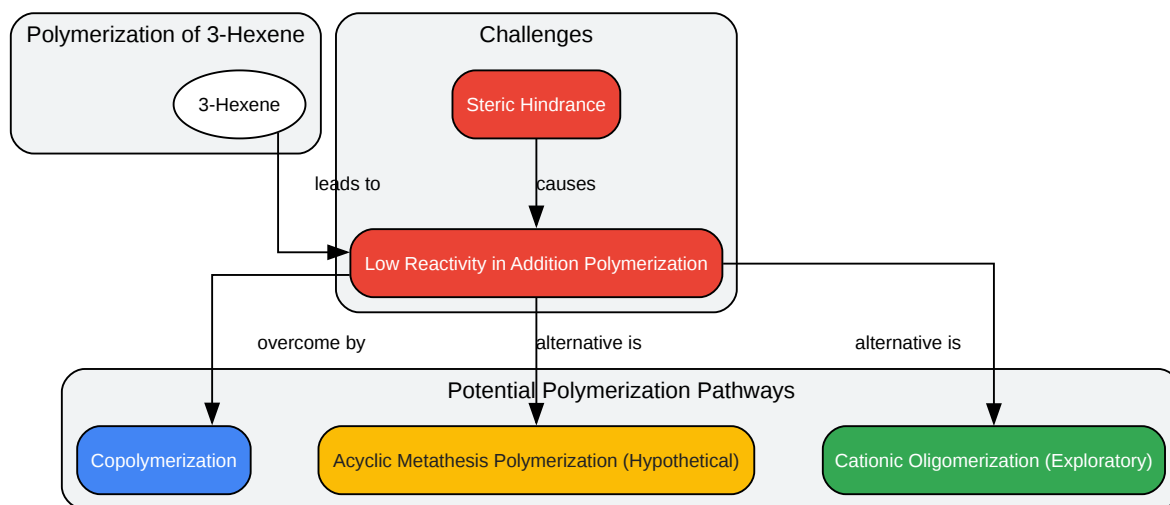 Polymerization of 3-Hexene
3-Hexene
Challenges
Steric Hindrance
leads to
causes
Low Reactivity in Addition Polymerization
overcome by
alternative is
alternative is
Potential Polymerization Pathways
Copolymerization
Acyclic Metathesis Polymerization (Hypothetical)
Cationic Oligomerization (Exploratory)